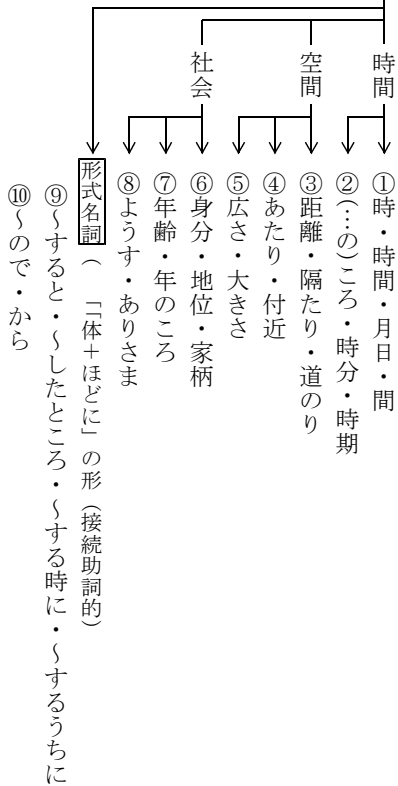 時間
①時・時間・月日・間
②(…の)ころ・時分・時期
空間
③距離・隔たり・道のり
④あたり・付近
⑤広さ・大きさ
社会
⑥身分・地位・家柄
⑦年齢・年のころ
⑧ようす・ありさま
形式名詞(「「体＋ほどに」の形(接続助詞的)
⑨〜すると・〜したところ・〜する時に・〜するうちに
⑩〜ので・から